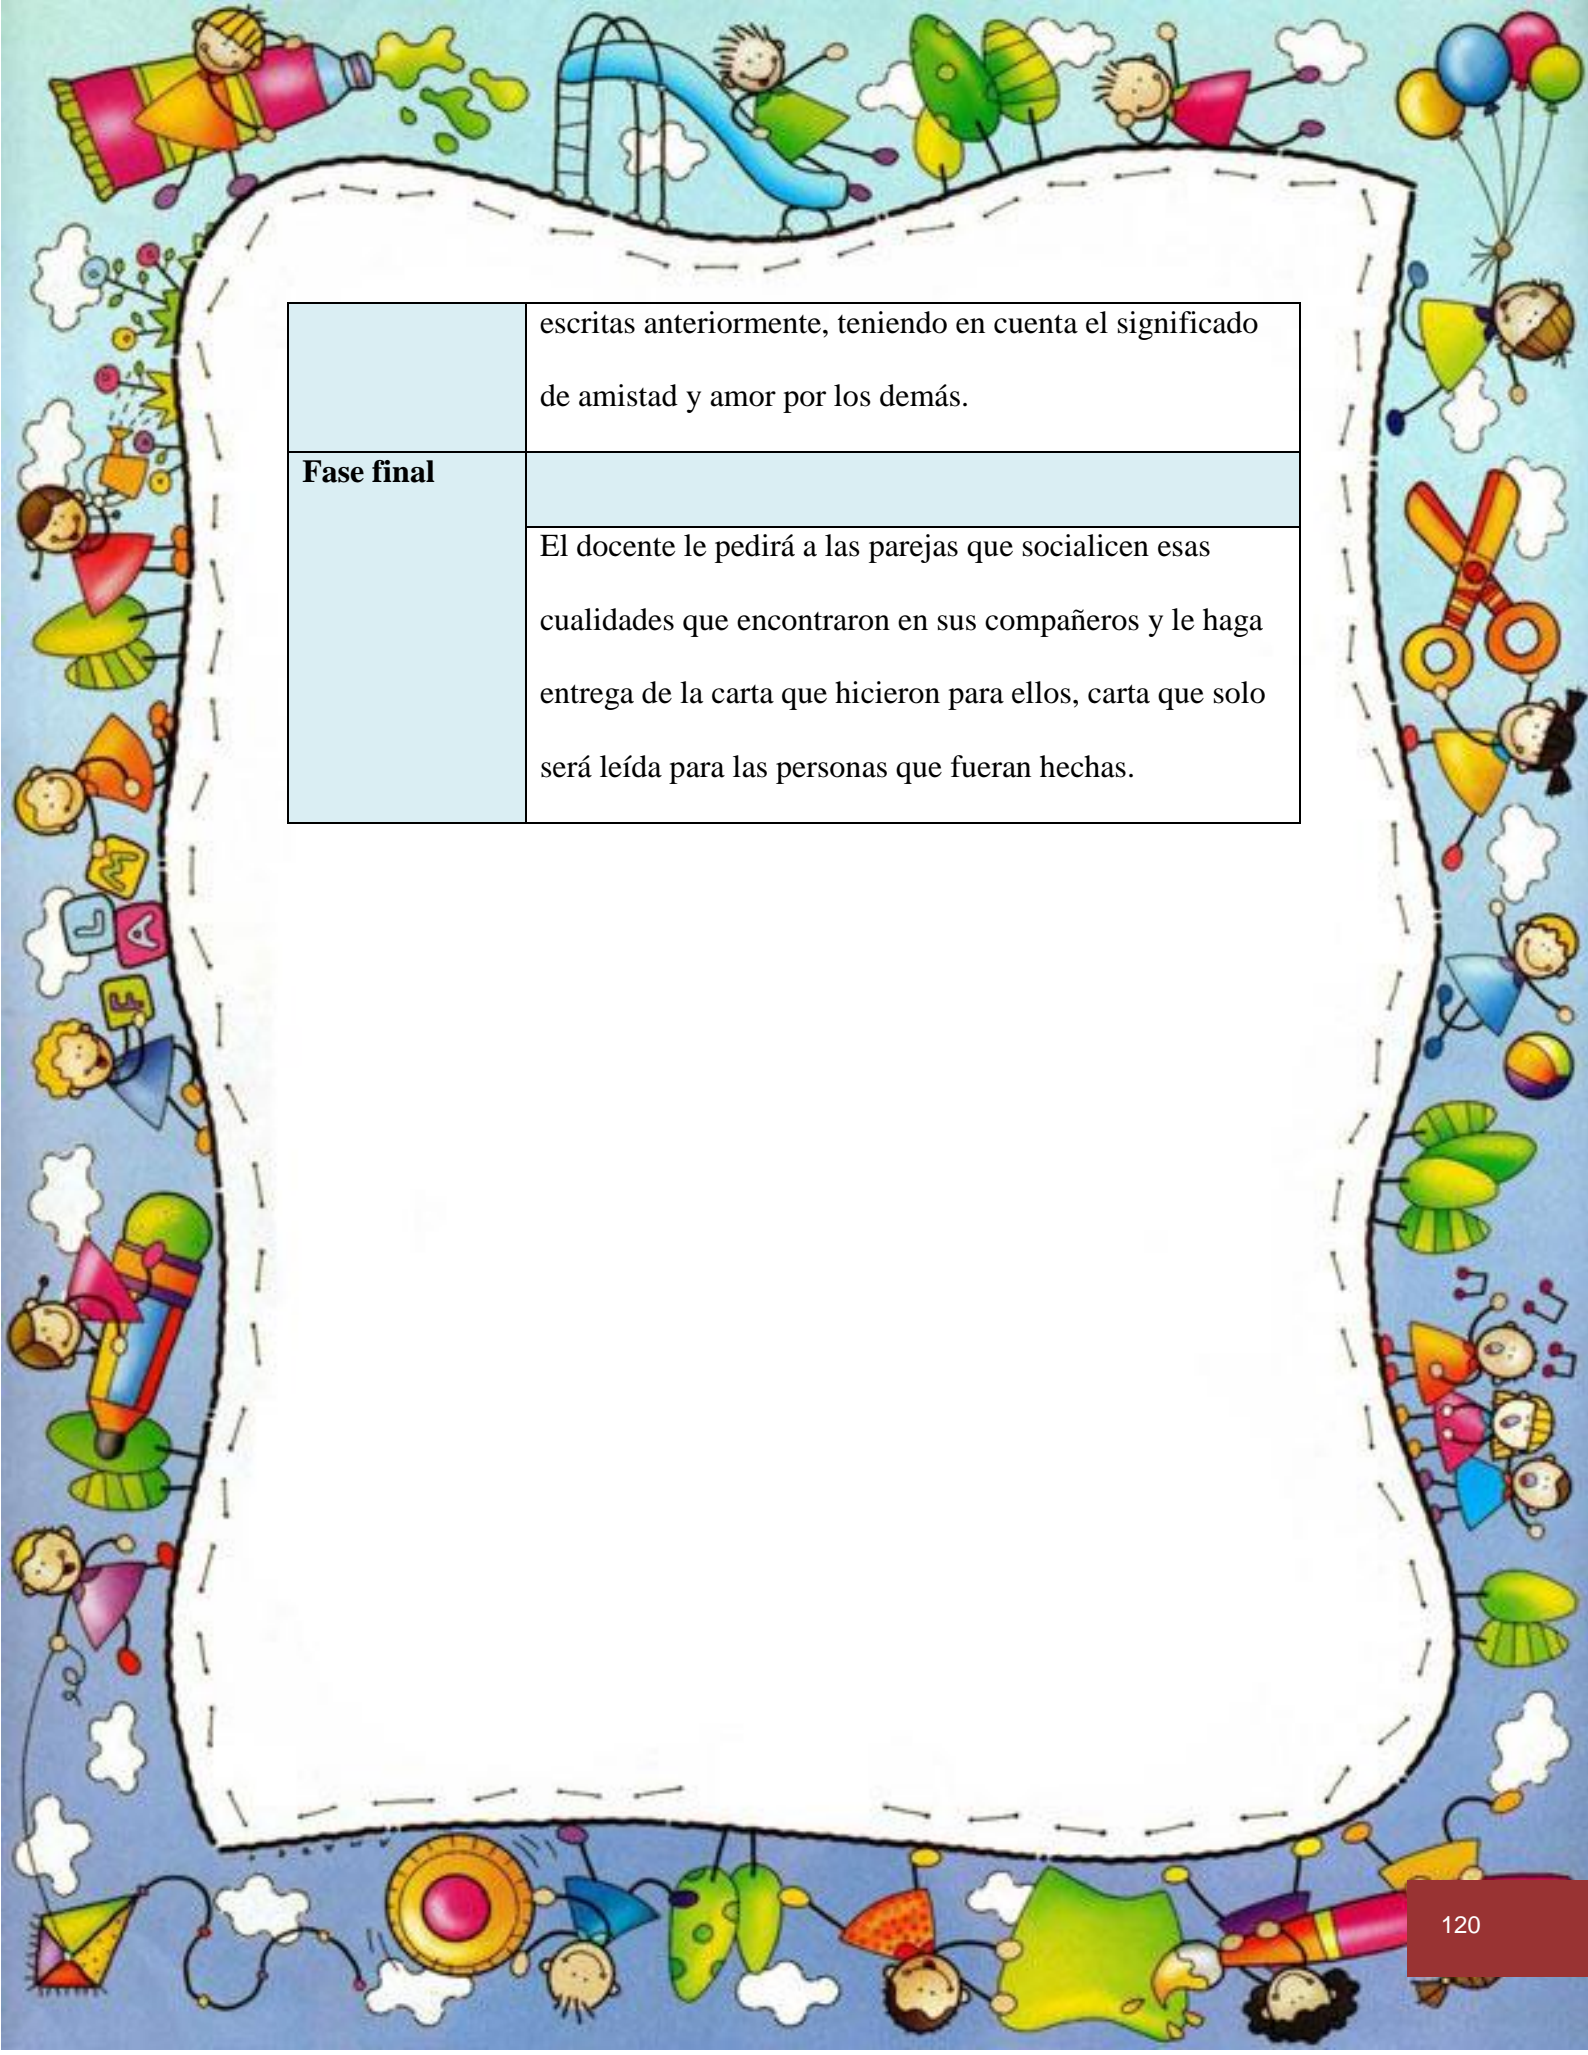 escritas anteriormente, teniendo en cuenta el significado
de amistad y amor por los demás.
Fase final
El docente le pedirá a las parejas que socialicen esas
cualidades que encontraron en sus compañeros y le haga
entrega de la carta que hicieron para ellos, carta que solo
será leída para las personas que fueran hechas.
M
L
A
F
120